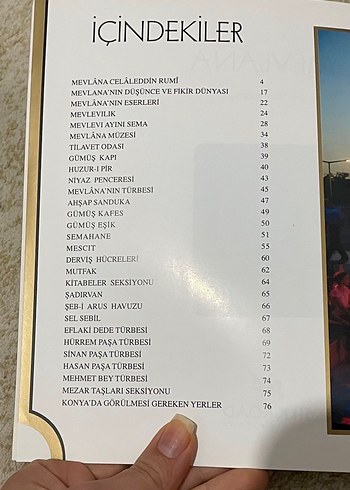 İÇİNDEKİLER
MEVLÂNA CELÂLEDDİN RUMÎ 4
MEVLANA'NIN DÜŞÜNCE VE FİKİR DÜNYASI 17
MEVLÂNA'NIN ESERLERİ 22
MEVLEVILIK 24
MEVLEVI AYINI SEMA 28
MEVLÂNA MÜZESİ 34
TİLAVET ODASI 38
GÜMÜŞ KAPI 39
HUZUR-I PİR 40
NİYAZ PENCERESİ 43
MEVLÂNA'NIN TÜRBESİ 45
AHŞAP SANDUKA 47
GÜMÜŞ KAFES 49
GÜMÜŞ EŞİK 50
SEMAHANE 51
MESCIT 55
DERVİŞ HÜCRELERİ 60
MUTFAK 62
KİTABELER SEKSİYONU 64
ŞADIRVAN 65
ŞEB-İ ARUS HAVUZU 66
SEL SEBİL 67
EFLAKI DEDE TÜRBESİ 68
HÜRREM PAŞA TÜRBESİ 69
SİNAN PAŞA TÜRBESİ 72
HASAN PAŞA TÜRBESİ 73
MEHMET BEY TÜRBESİ 74
MEZAR TAŞLARI SEKSİYONU 75
KONYA'DA GÖRÜLMESİ GEREKEN YERLER 76